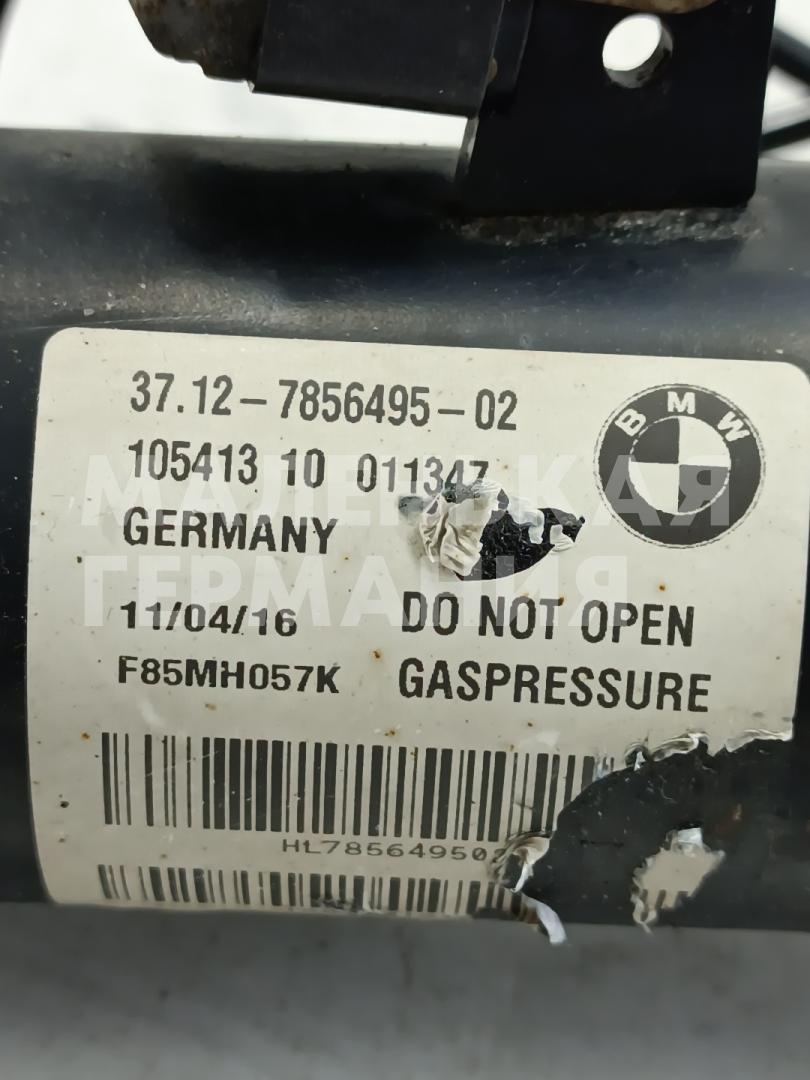 37.12-7856495-02
BMW
105413 10 011347
МАЛЕНЬКАЯ
GERMANY
ГЕРМАНИЯ
11/04/16 DO NOT OPEN
F85MH057K GASPRESSURE